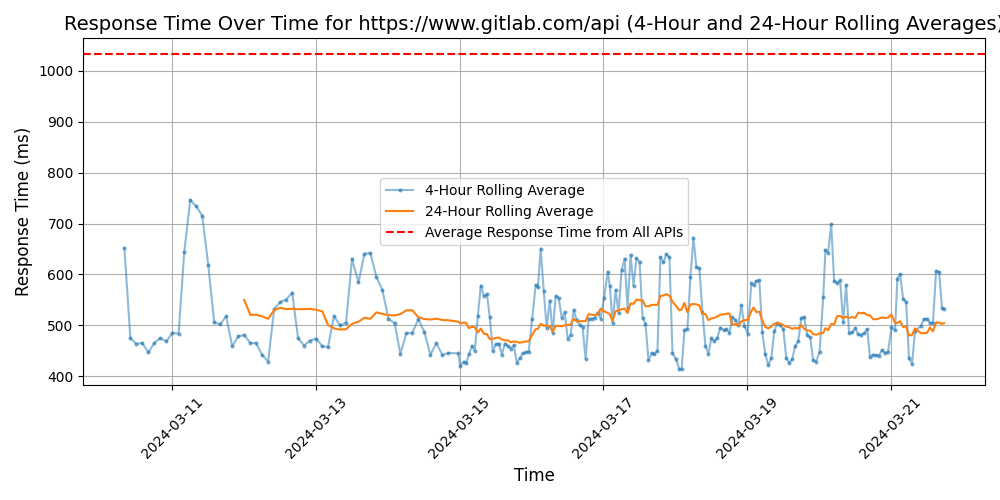 Response Time Over Time for https://www.gitlab.com/api (4-Hour and 24-Hour Rolling Averages)
Response Time (ms)
1000
900
800
700
600
500
400
4-Hour Rolling Average
24-Hour Rolling Average
Average Response Time from All APIs
2024-03-11
2024-03-13
2024-03-15
2024-03-17
2024-03-19
2024-03-21
Time